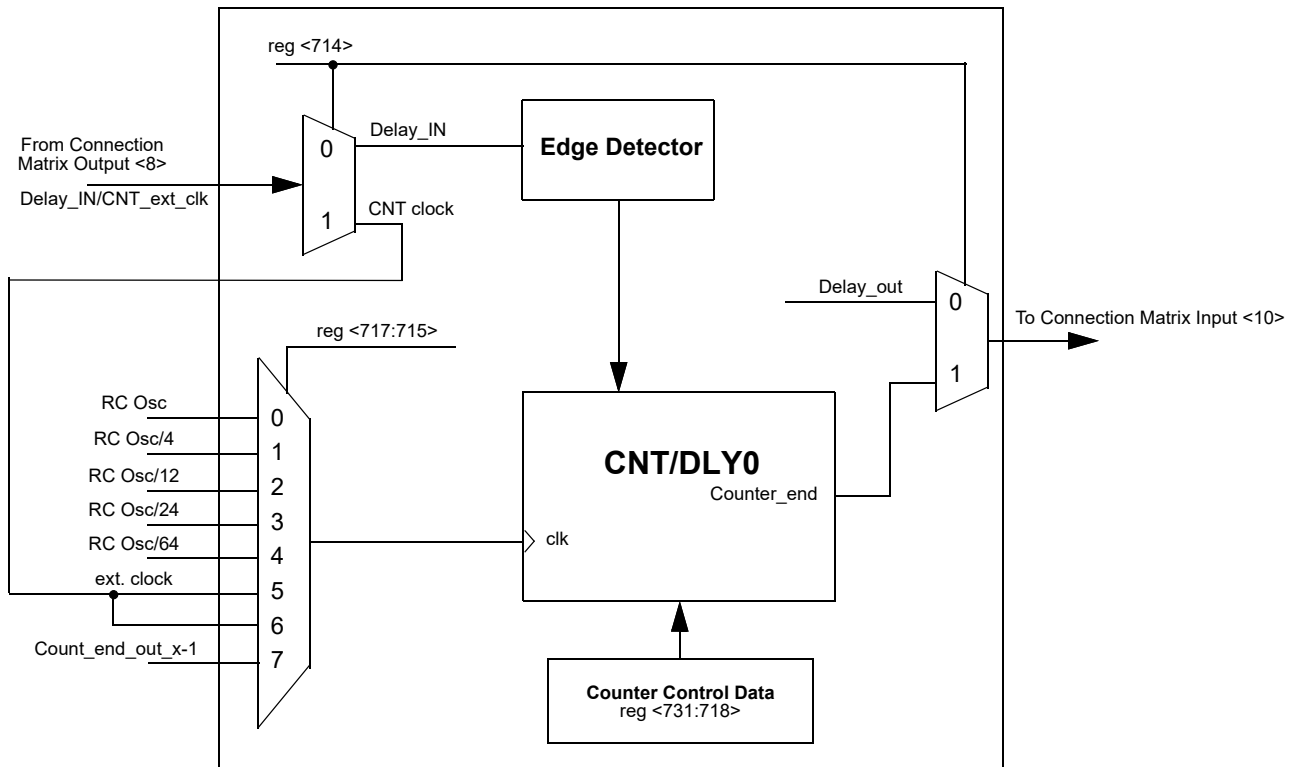 reg <714>
From Connection
Matrix Output <8>
Delay_IN/CNT_ext_clk
0
1
Delay_IN
CNT clock
Edge Detector
Delay_out
0
1
To Connection Matrix Input <10>
reg <717:715>
RC Osc
RC Osc/4
RC Osc/12
RC Osc/24
RC Osc/64
ext. clock
Count_end_out_x-1
0
1
2
3
4
5
6
7
CNT/DLY0
Counter_end
clk
Counter Control Data
reg <731:718>